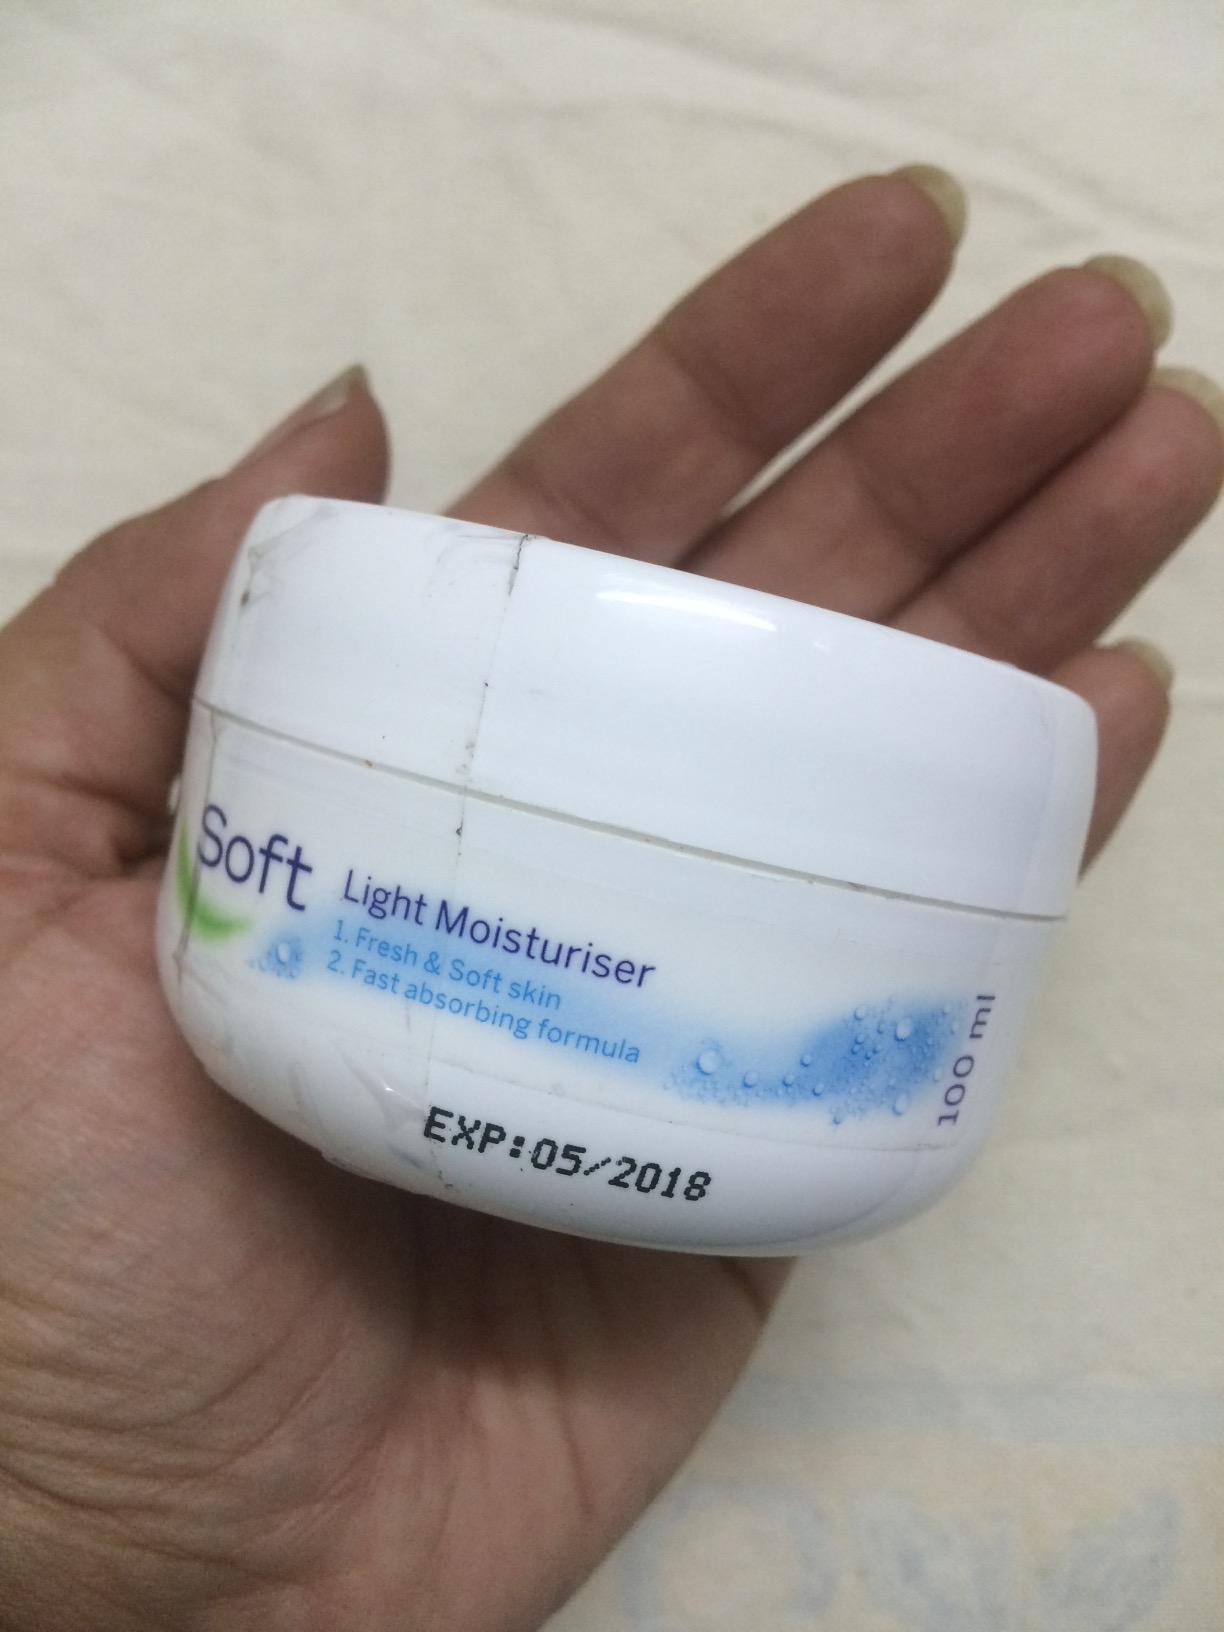 Soft
Light Moisturiser
1. Fresh & Soft skin
2. Fast absorbing formula
100 ml
EXP:05/2018